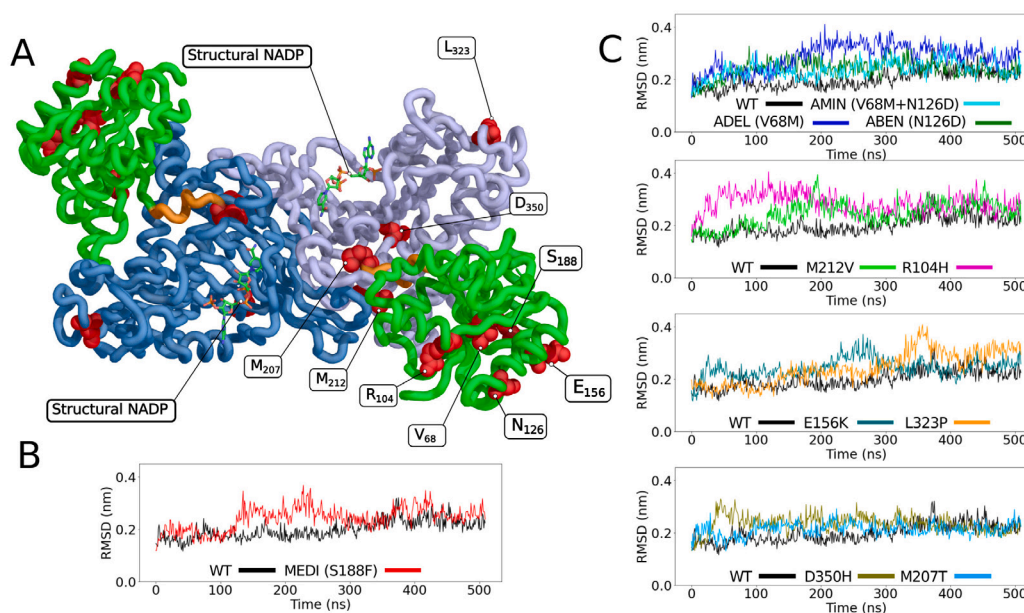 A
Structural NADP
L323
D350
S188
M207
M212
R104
E156
Structural NADP
N126
V68
B
RMSD (nm)
0.4
0.2
0.0
WT MEDI (S188F)
0 100 200 300 400 500
Time (ns)
C
RMSD (nm)
0.4
0.2
0.0
WT AMIN (V68M+N126D)
ADEL (V68M) ABEN (N126D)
0 100 200 300 400 500
Time (ns)
RMSD (nm)
0.4
0.2
0.0
WT M212V R104H
0 100 200 300 400 500
Time (ns)
RMSD (nm)
0.4
0.2
0.0
WT E156K L323P
0 100 200 300 400 500
Time (ns)
RMSD (nm)
0.4
0.2
0.0
WT D350H M207T
0 100 200 300 400 500
Time (ns)